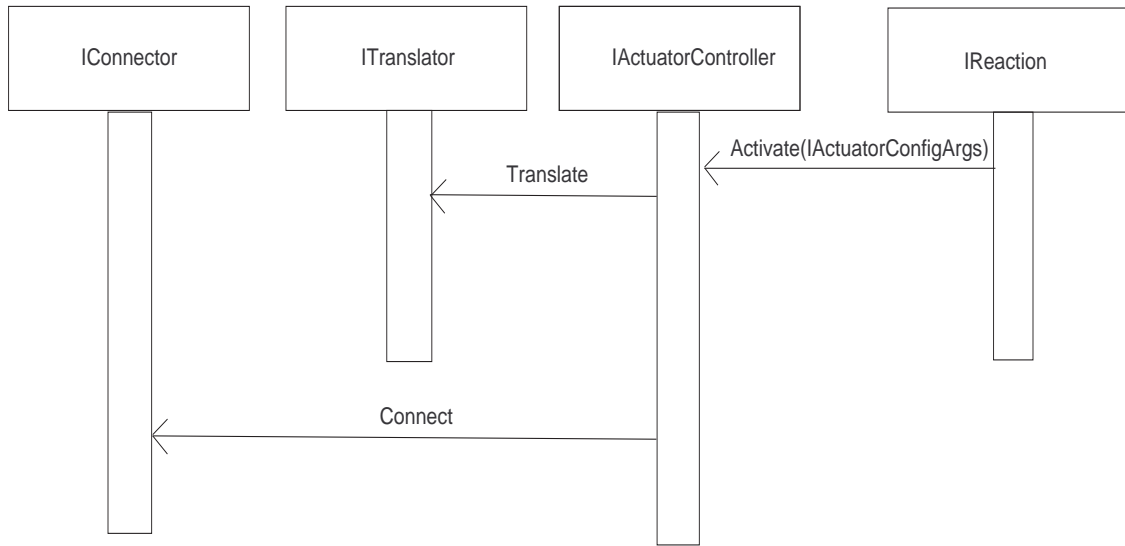 IConnector
ITranslator
IActuatorController
IReaction
Activate(IActuatorConfigArgs)
Translate
Connect